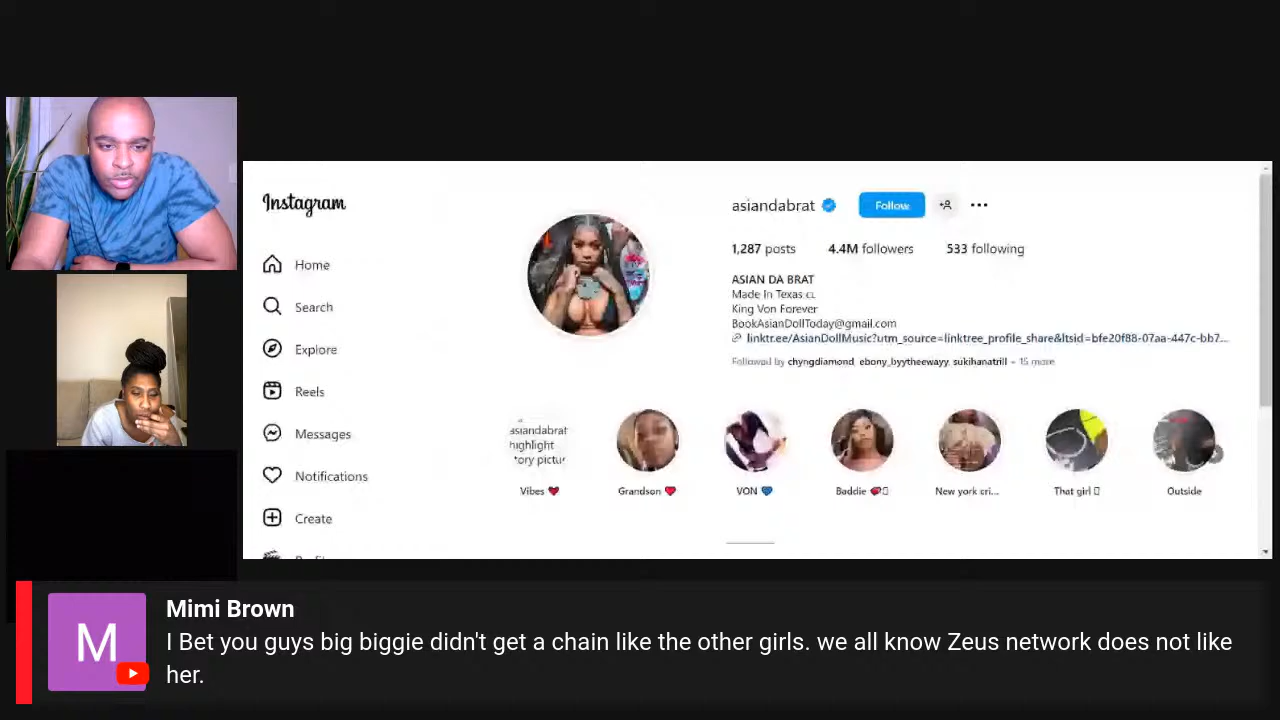 Instagram
Home
Search
Explore
Reels
Messages
Notifications
Create
asiandabrat
Follow
1,287 posts 4.4M followers 533 following
ASIAN DA BRAT
Made In Texas
King Von Forever
BookAsianDollToday@gmail.com
linktr.ee/AsianDollMusic?utm_source=linktree_profile_share&ltsid=bfe20f88-07aa-447c-bb7...
Followed by chyngdiamond, ebony_byytheewayy, sukihanatrill + 15 more
asiandabrat
highlight
Vibes ❤️
Grandson ❤️
VON 💙
Baddie
New york cri...
That girl
Outside
M
Mimi Brown
I Bet you guys big biggie didn't get a chain like the other girls. we all know Zeus network does not like
her.